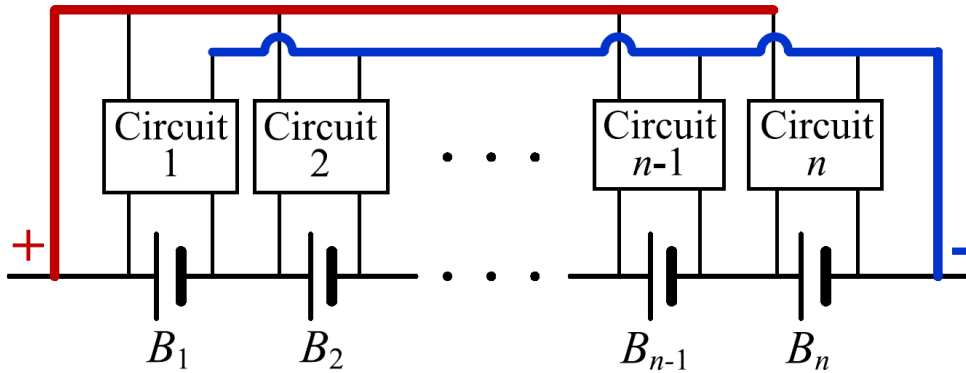 Circuit
1
Circuit
2
. . .
Circuit
n-1
Circuit
n
+
-
. . .
B1
B2
Bn-1
Bn